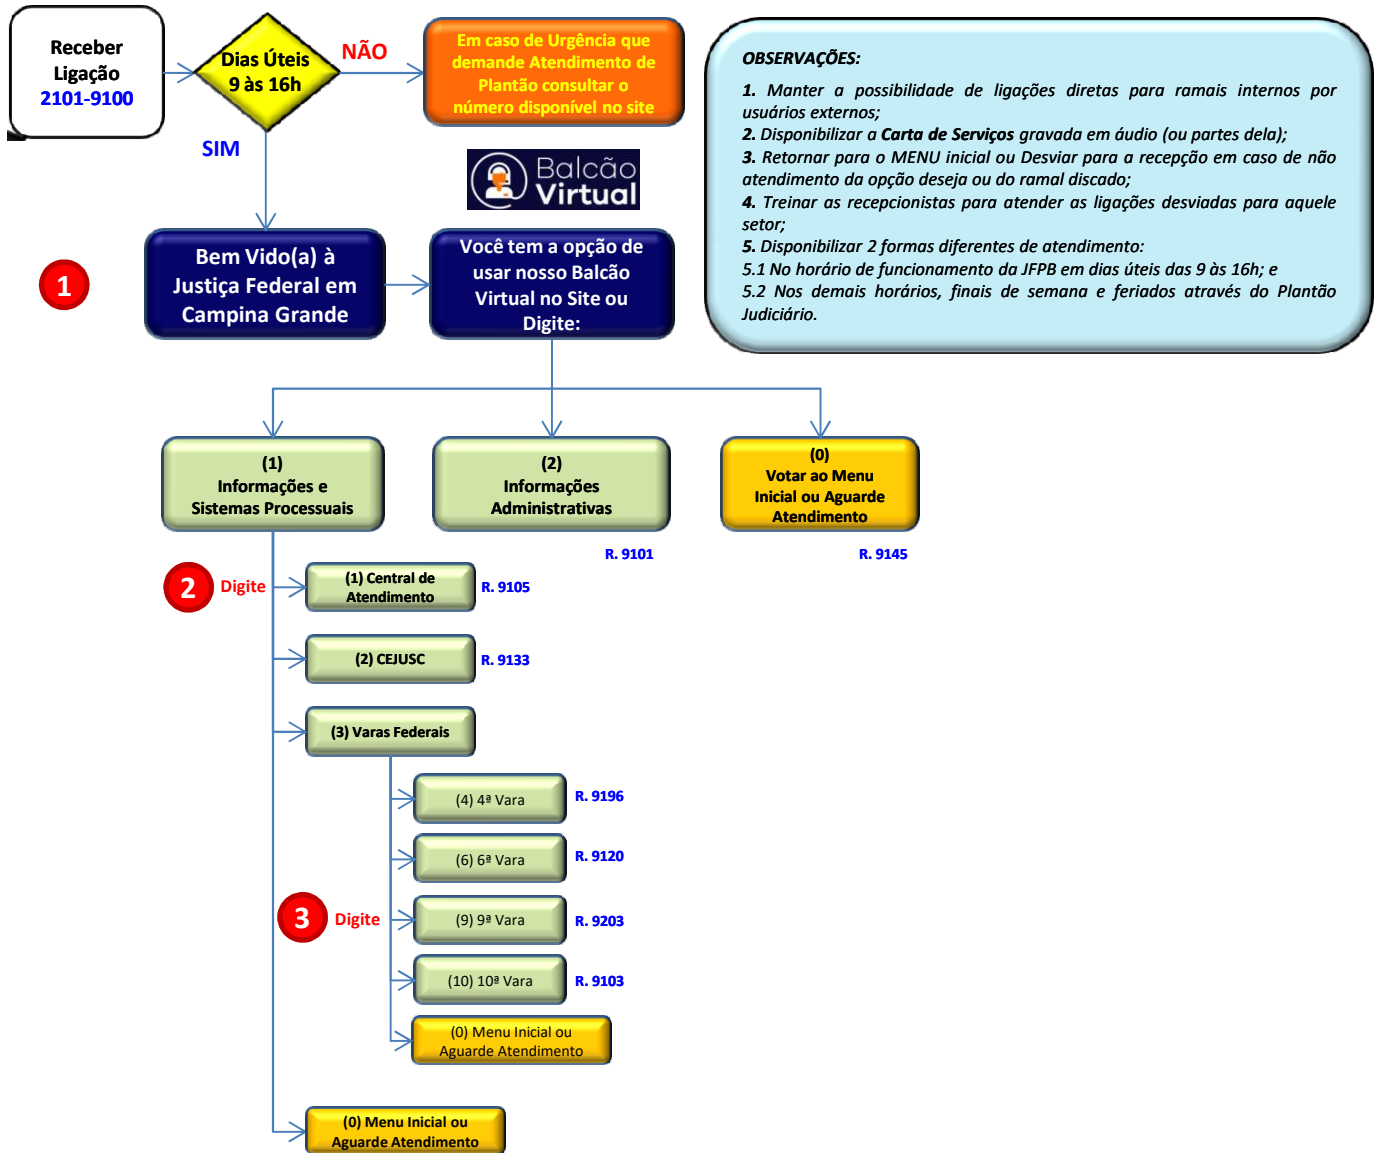 Receber
Ligação
2101-9100
Dias Úteis
9 às 16h
NÃO
SIM
Em caso de Urgência que
demande Atendimento de
Plantão consultar o
número disponível no site
OBSERVAÇÕES:
1. Manter a possibilidade de ligações diretas para ramais internos por
usuários externos;
2. Disponibilizar a Carta de Serviços gravada em áudio (ou partes dela);
3. Retornar para o MENU inicial ou Desviar para a recepção em caso de não
atendimento da opção deseja ou do ramal discado;
4. Treinar as recepcionistas para atender as ligações desviadas para aquele
setor;
5. Disponibilizar 2 formas diferentes de atendimento:
5.1 No horário de funcionamento da JFPB em dias úteis das 9 às 16h; e
5.2 Nos demais horários, finais de semana e feriados através do Plantão
Judiciário.
Balcão
Virtual
1
Bem Vido(a) à
Justiça Federal em
Campina Grande
Você tem a opção de
usar nosso Balcão
Virtual no Site ou
Digite:
(1)
Informações e
Sistemas Processuais
(2)
Informações
Administrativas
R. 9101
(0)
Votar ao Menu
Inicial ou Aguarde
Atendimento
R. 9145
2
Digite
(1) Central de
Atendimento
R. 9105
(2) CEJUSC
R. 9133
(3) Varas Federais
3
Digite
(4) 4ª Vara
R. 9196
(6) 6ª Vara
R. 9120
(9) 9ª Vara
R. 9203
(10) 10ª Vara
R. 9103
(0) Menu Inicial ou
Aguarde Atendimento
(0) Menu Inicial ou
Aguarde Atendimento